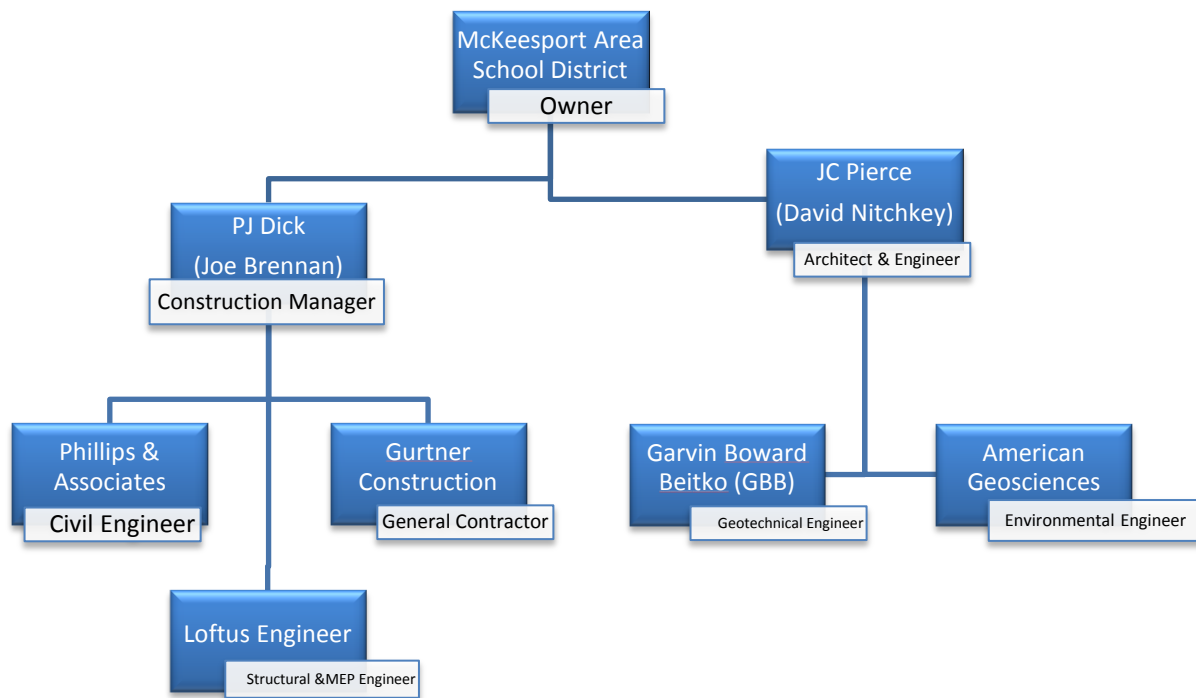 McKeesport Area
School District
Owner
JC Pierce
(David Nitchkey)
Architect & Engineer
PJ Dick
(Joe Brennan)
Construction Manager
Phillips &
Associates
Civil Engineer
Gurtner
Construction
General Contractor
Garvin Boward
Beitko (GBB)
Geotechnical Engineer
American
Geosciences
Environmental Engineer
Loftus Engineer
Structural &MEP Engineer